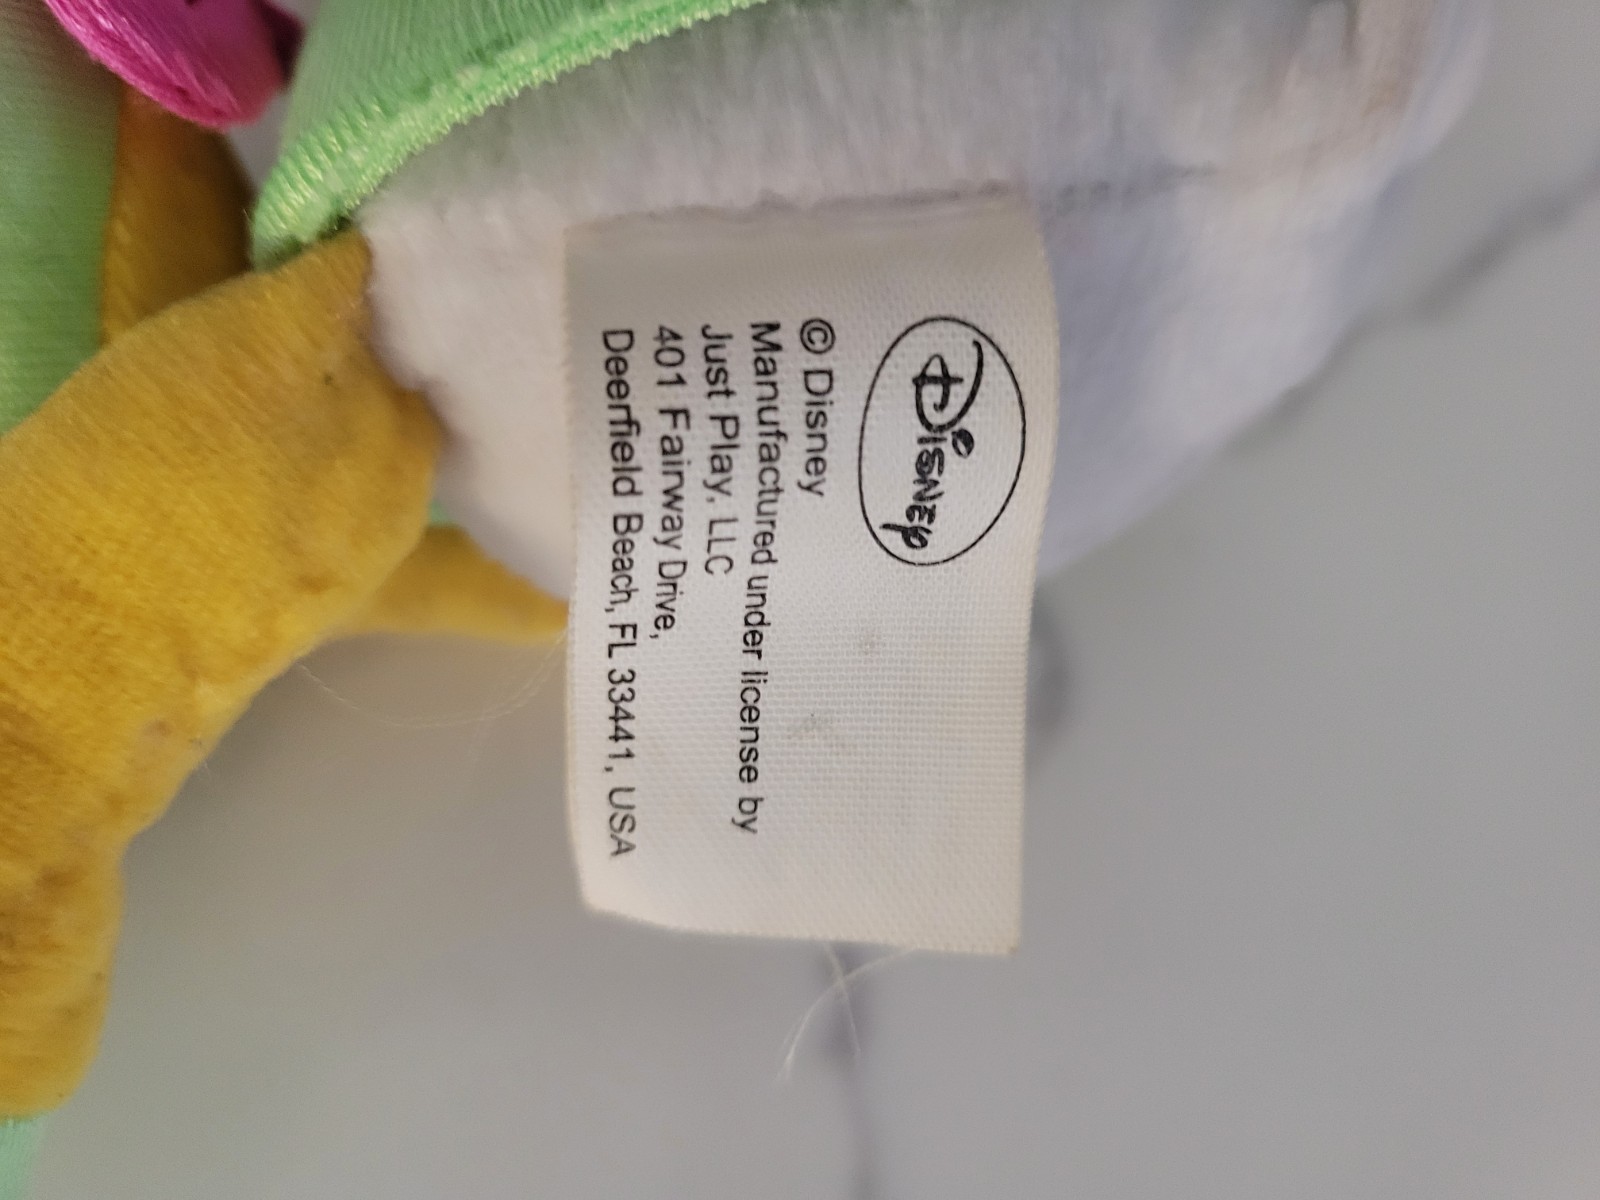 Disney
© Disney
Manufactured under license by
Just Play, LLC
401 Fairway Drive,
Deerfield Beach, FL 33441, USA